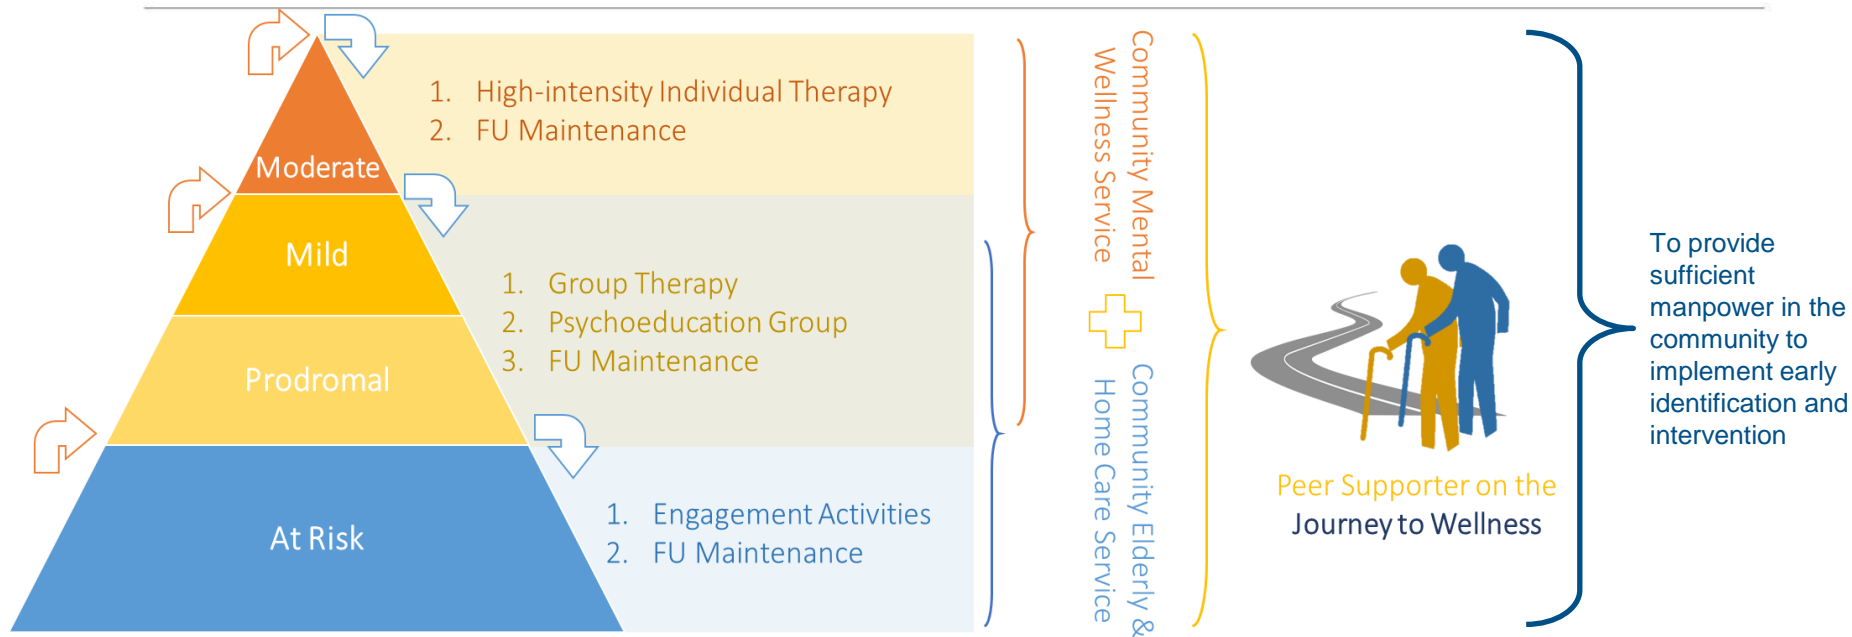 Moderate
Mild
Prodromal
At Risk
1. High-intensity Individual Therapy
2. FU Maintenance
1. Group Therapy
2. Psychoeducation Group
3. FU Maintenance
1. Engagement Activities
2. FU Maintenance
Community Mental
Wellness Service
Community Elderly &
Home Care Service
Peer Supporter on the
Journey to Wellness
To provide
sufficient
manpower in the
community to
implement early
identification and
intervention